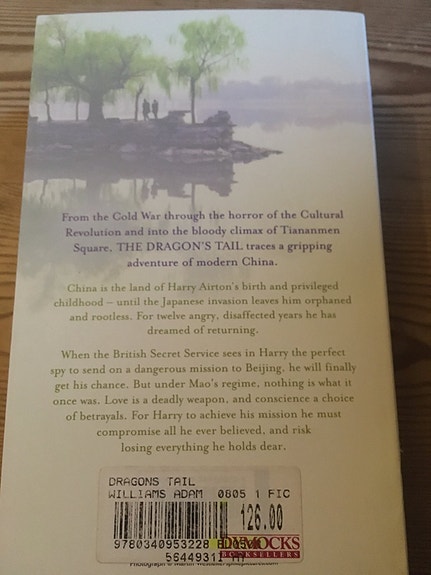 From the Cold War through the horror of the Cultural
Revolution and into the bloody climax of Tiananmen
Square. THE DRAGON'S TAIL traces a gripping
adventure of modern China.
China is the land of Harry Airton's birth and privileged
childhood – until the Japanese invasion leaves him orphaned
and rootless. For twelve angry, disaffected years he has
dreamed of returning.
When the British Secret Service sees in Harry the perfect
spy to send on a dangerous mission to Beijing, he will finally
get his chance. But under Mao's regime, nothing is what it
once was. Love is a deadly weapon, and conscience a choice
of betrayals. For Harry to achieve his mission he must
compromise all he ever believed, and risk
losing everything he holds dear.
DRAGONS TAIL
WILLIAMS ADAM 0805 1 FIC
126.00
9780340953228
DYMOCKS
BOOKSELLERS
56449311